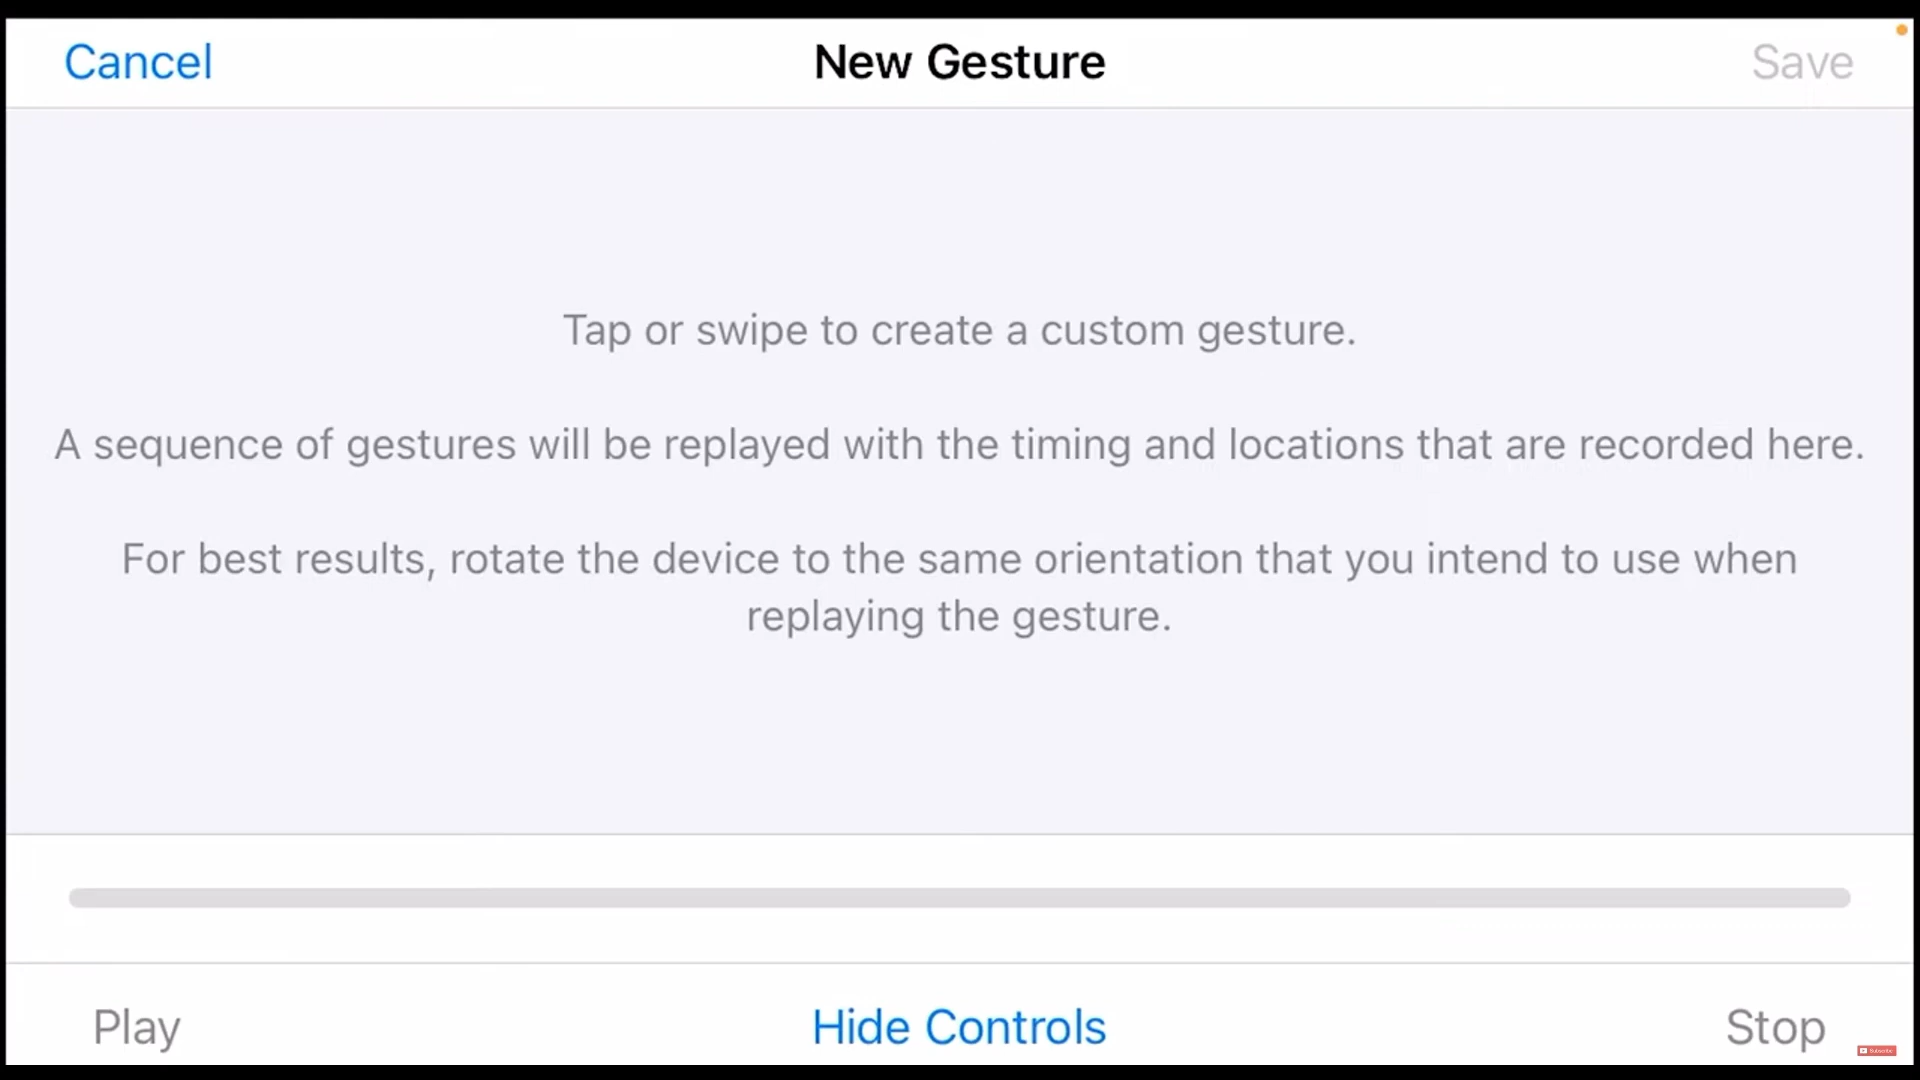 Cancel
New Gesture
Save
Tap or swipe to create a custom gesture.
A sequence of gestures will be replayed with the timing and locations that are recorded here.
For best results, rotate the device to the same orientation that you intend to use when
replaying the gesture.
Play
Hide Controls
Stop
Subscribe